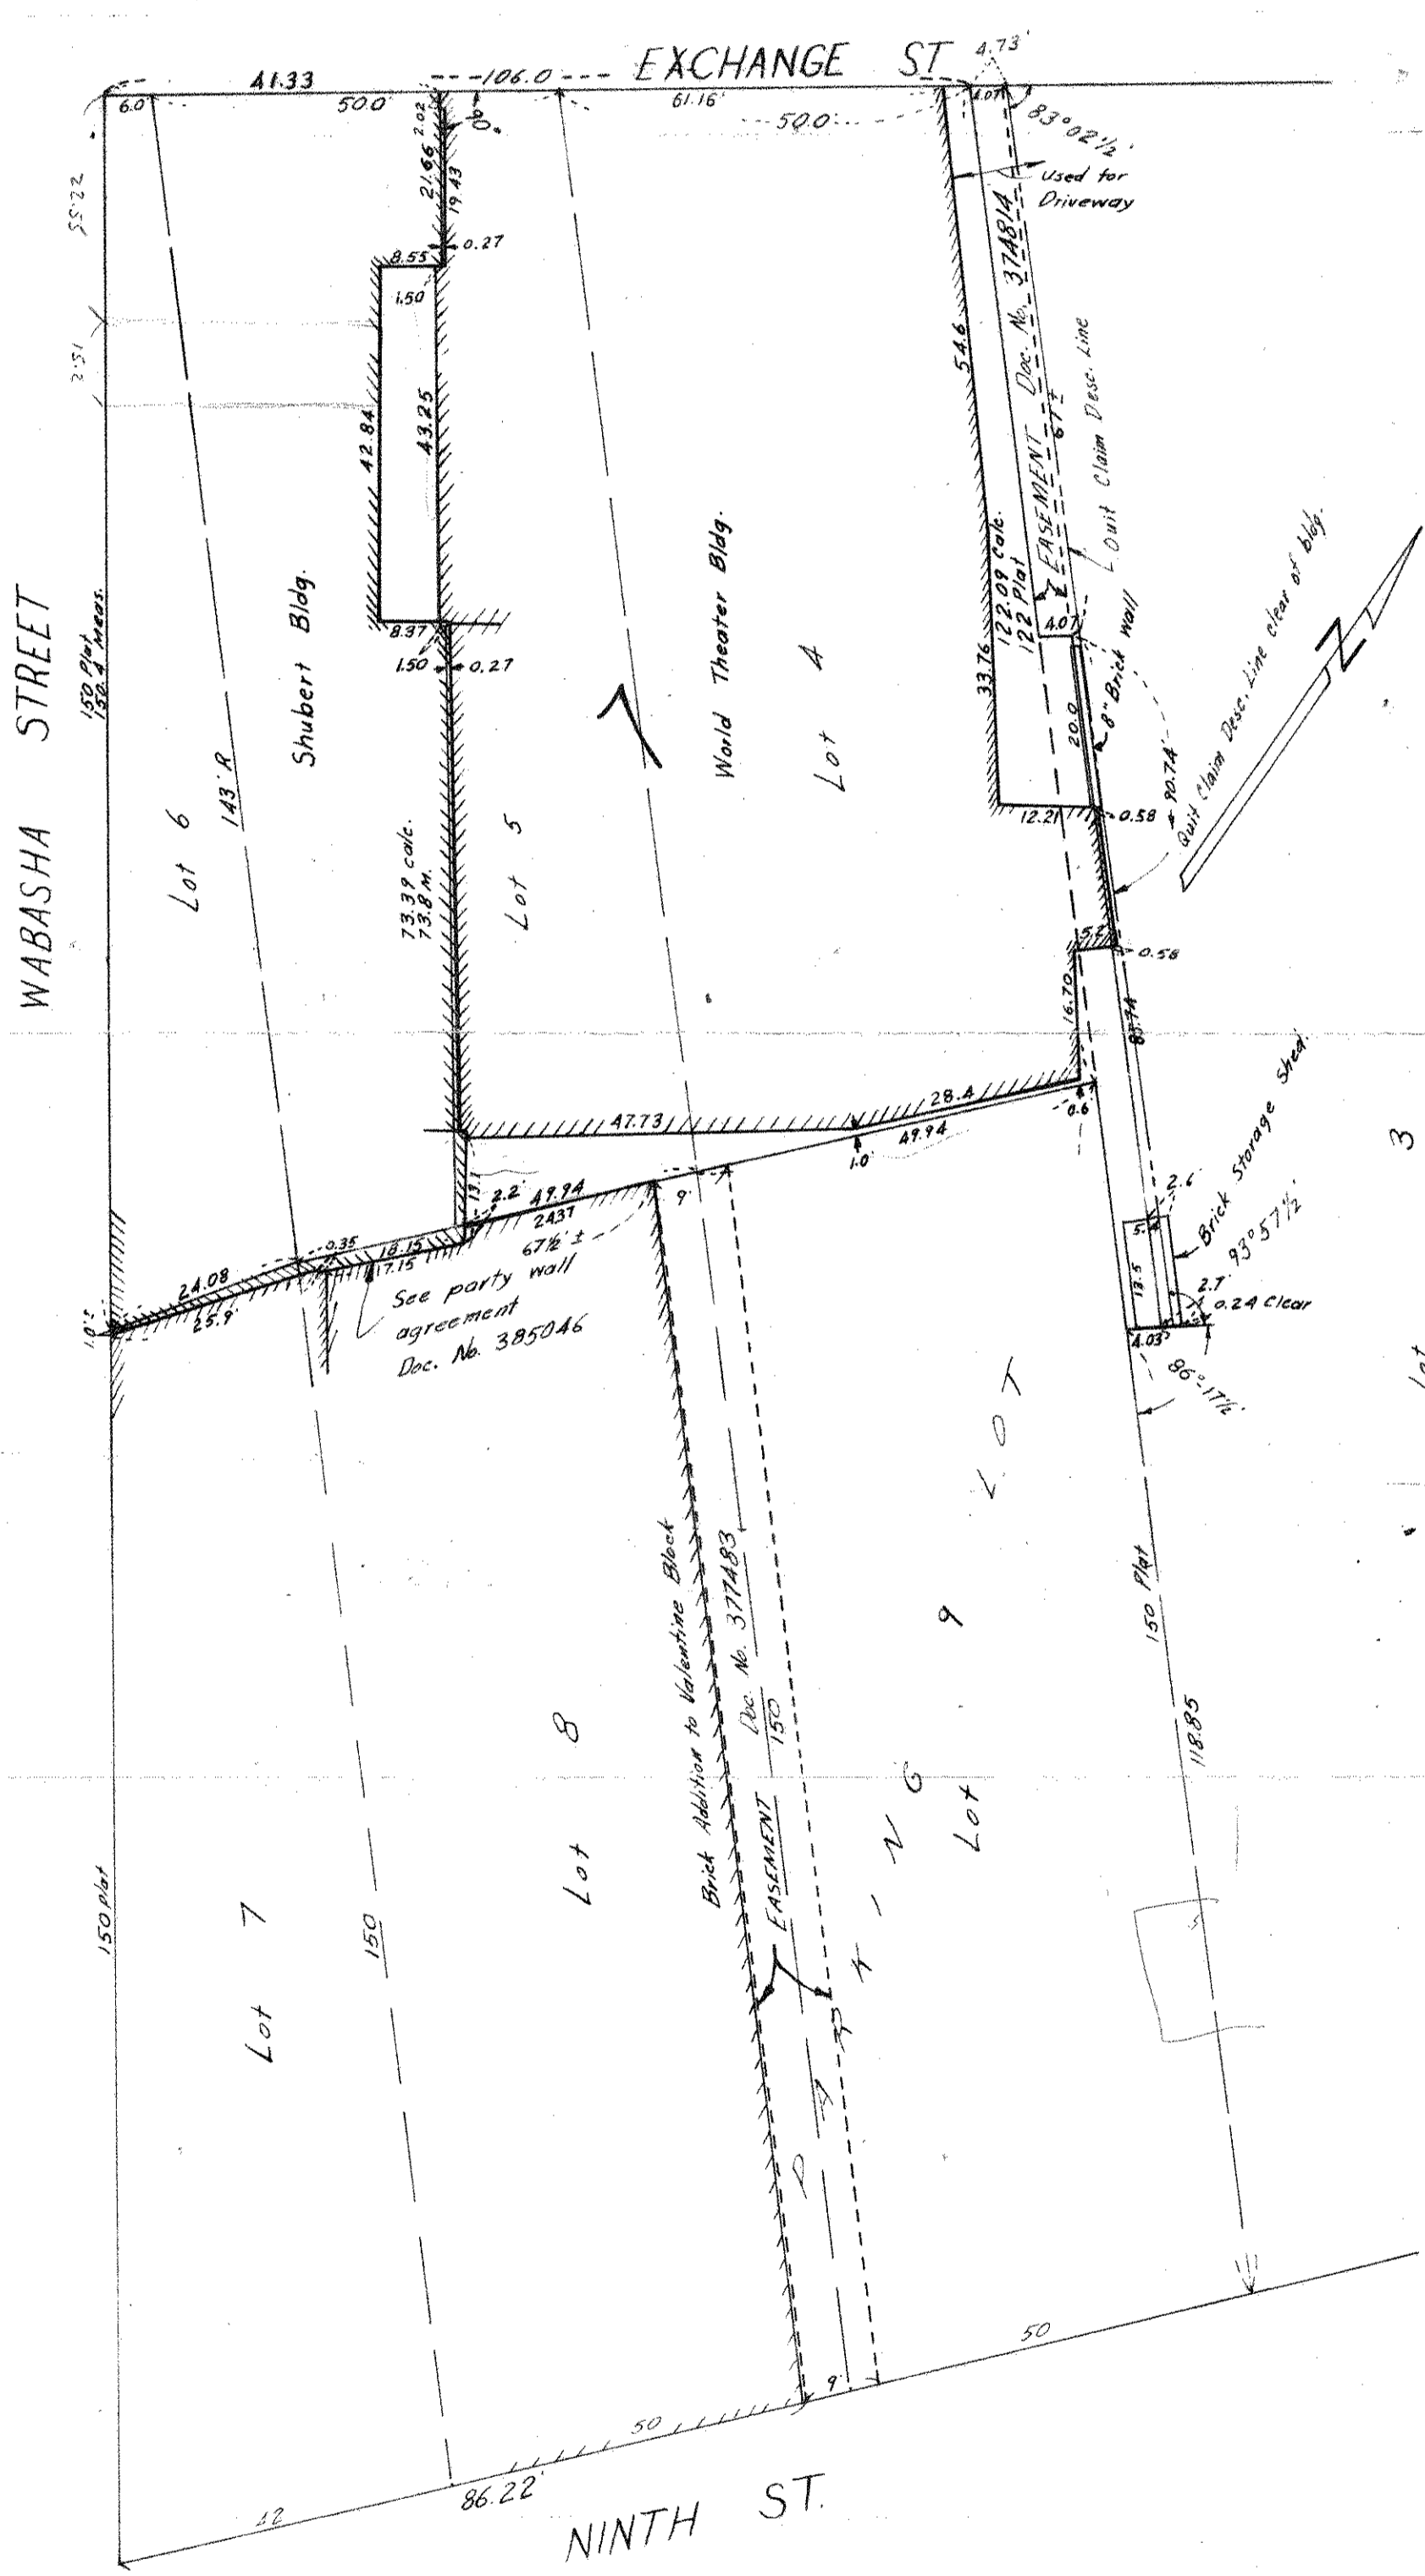 EXCHANGE ST
4.73'
41.33
106.0
6.0
50.0
61.16'
50.0
4.07
83° 02½'
Used for
Driveway
21.66
2.02
19.43
0.27
8.55
1.50
42.84
43.25
8.37
1.50
0.27
54.6
EASEMENT Doc. No. 374814
67'±
Quit Claim Desc. Line
122.09 Calc.
122 Plat
33.76
4.07
8" Brick wall
20.0
90.74'
Quit Claim Desc. Line clear of bldg.
N
12.21
0.58
5.2
0.58
16.70
WABASHA STREET
150 Plat
150.4 Meas.
Shubert Bldg.
World Theater Bldg.
Lot 4
Lot 5
Lot 6
143' R
73.39 calc.
73.8 M.
47.73
28.4
49.94
1.0
0.6
13.1
2.2'
49.94
24.37
9'
67½' ±
0.35
18.15
17.15
24.08
25.9'
1.0'±
See party wall
agreement
Doc. No. 385046
Brick Storage Shed
2.6'
5.
13.5
93° 57½'
2.7'
0.24 Clear
4.03
86°-17½'
3
Lot
Brick Addition to Valentine Block
Doc. No. 377483
150
EASEMENT
PARKING LOT
Lot 9
Lot 8
Lot 7
150 Plat
118.85
150 plat
150
50
9'
50
42
86.22'
NINTH ST.